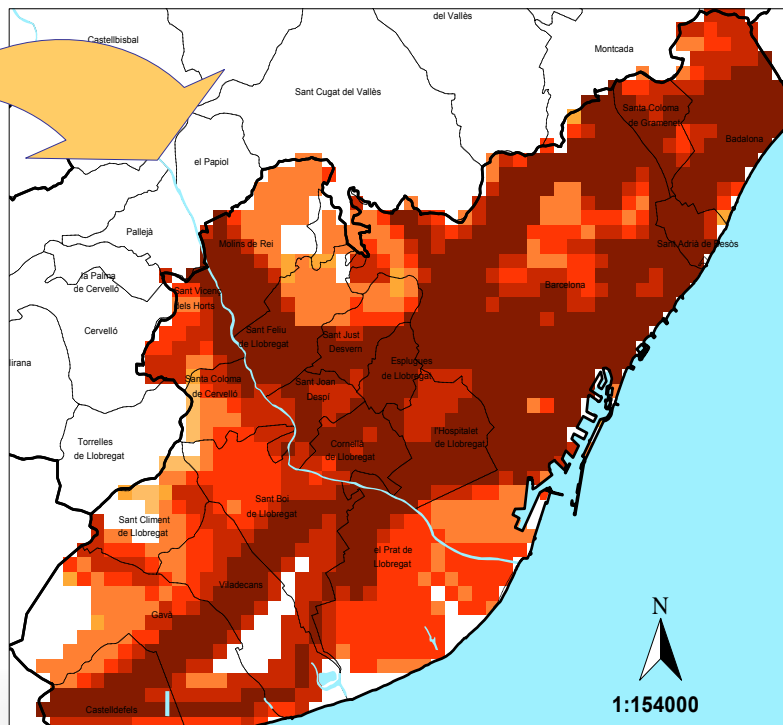 del Vallès
Castellbisbal
Montcada
Sant Cugat del Vallès
Santa Coloma
de Gramenet
Badalona
el Papiol
Pallejà
Molins de Rei
Sant Adrià de Besòs
la Palma
de Cervelló
Sant Vicenç
dels Horts
Barcelona
Cervelló
Sant Feliu
de Llobregat
Sant Just
Desvern
lirana
Esplugues
de Llobregat
Santa Coloma
de Cervelló
Sant Joan
Despí
Torrelles
de Llobregat
Cornellà
de Llobregat
l'Hospitalet
de Llobregat
Sant Boi
de Llobregat
Sant Climent
de Llobregat
el Prat de
Llobregat
Viladecans
Gavà
Castelldefels
N
1:154000